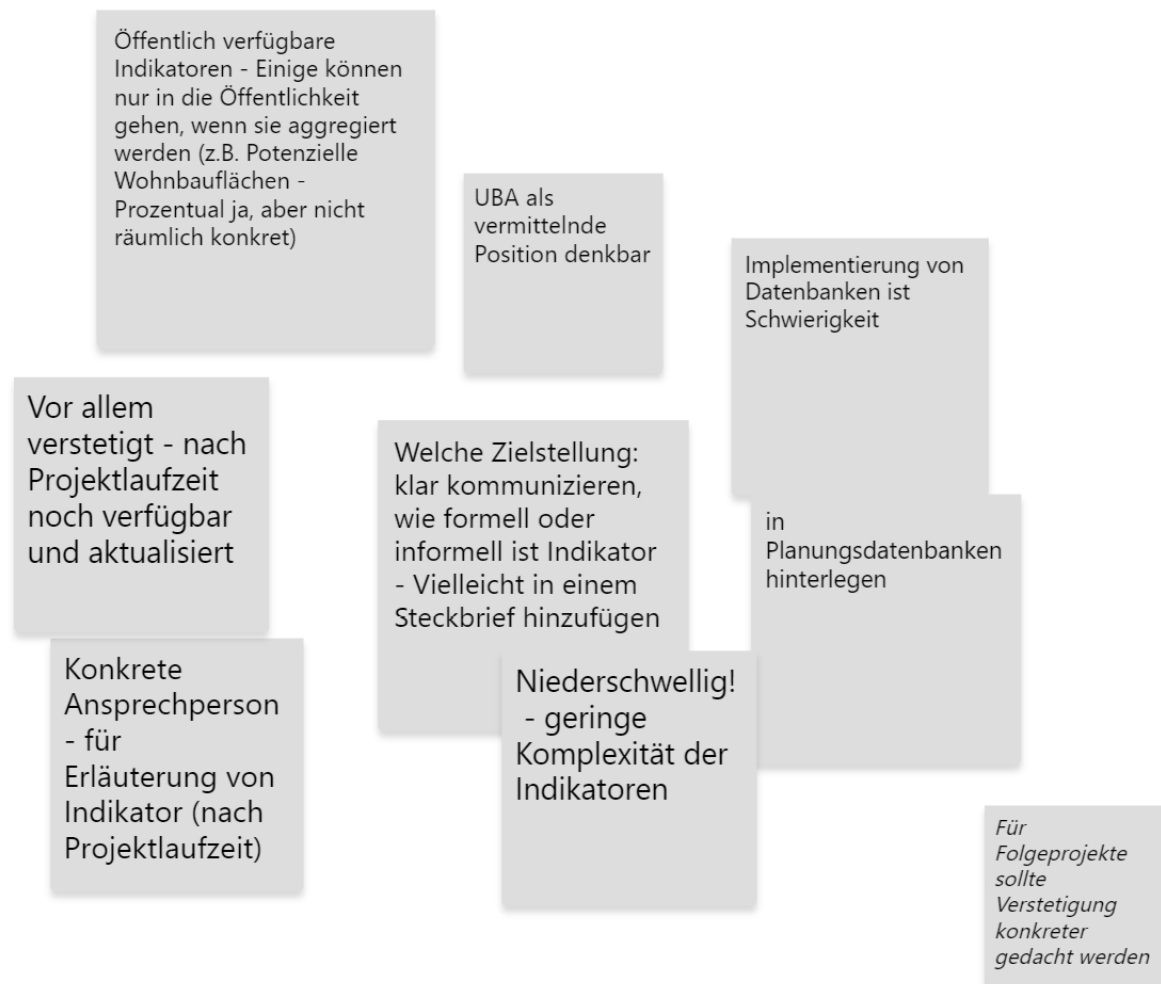 Öffentlich verfügbare
Indikatoren - Einige können
nur in die Öffentlichkeit
gehen, wenn sie aggregiert
werden (z.B. Potenzielle
Wohnbauflächen -
Prozentual ja, aber nicht
räumlich konkret)
UBA als
vermittelnde
Position denkbar
Implementierung von
Datenbanken ist
Schwierigkeit
Vor allem
verstetigt - nach
Projektlaufzeit
noch verfügbar
und aktualisiert
Welche Zielstellung:
klar kommunizieren,
wie formell oder
informell ist Indikator
- Vielleicht in einem
Steckbrief hinzufügen
in
Planungsdatenbanken
hinterlegen
Konkrete
Ansprechperson
- für
Erläuterung von
Indikator (nach
Projektlaufzeit)
Niederschwellig!
- geringe
Komplexität der
Indikatoren
Für
Folgeprojekte
sollte
Verstetigung
konkreter
gedacht werden